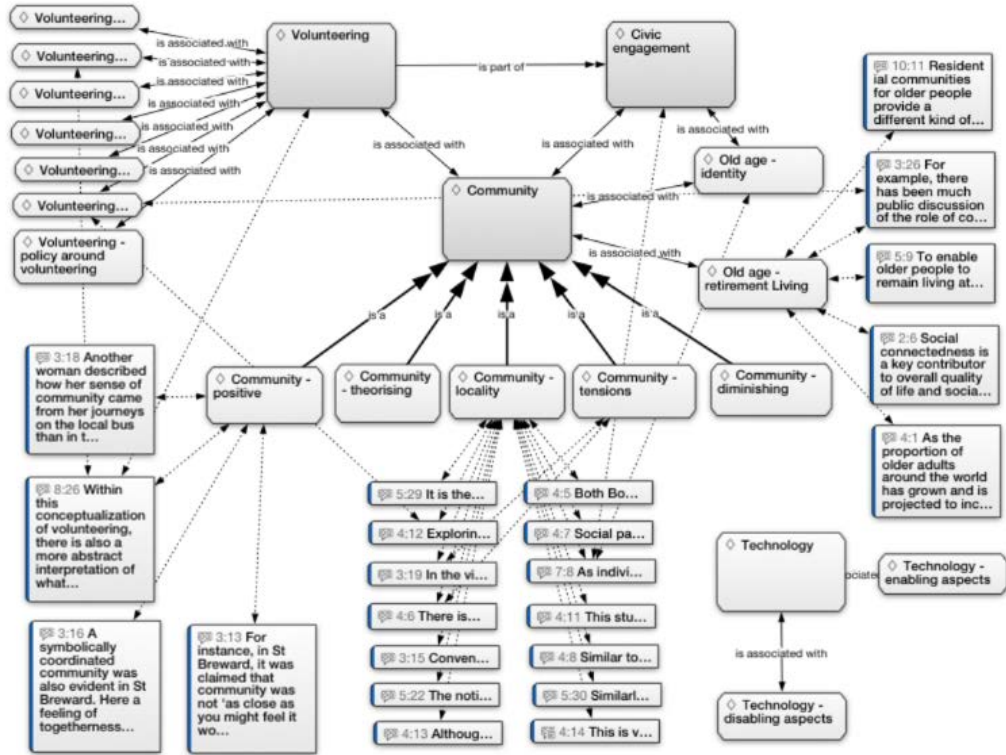 Volunteering...
Volunteering...
Volunteering...
Volunteering...
Volunteering...
Volunteering...
Volunteering -
policy around
volunteering
is associated with
is associated with
is associated with
is associated with
is associated with
is associated with
Volunteering
is part of
Civic
engagement
is associated with
is associated with
is associated with
Community
Old age -
identity
is associated with
is associated with
Old age -
retirement Living
10:11 Resident
ial communities
for older people
provide a
different kind of...
3:26 For
example, there
has been much
public discussion
of the role of co...
5:9 To enable
older people to
remain living at...
2:6 Social
connectedness is
a key contributor
to overall quality
of life and socia...
4:1 As the
proportion of
older adults
around the world
has grown and is
projected to inc...
is a
is a
is a
is a
is a
Community -
positive
Community
- theorising
Community -
locality
Community -
tensions
Community -
diminishing
3:18 Another
woman described
how her sense of
community came
from her journeys
on the local bus
than in t...
8:26 Within
this
conceptualization
of volunteering,
there is also a
more abstract
interpretation of
what...
3:16 A
symbolically
coordinated
community was
also evident in St
Breward. Here a
feeling of
togetherness...
3:13 For
instance, in St
Breward, it was
claimed that
community was
not 'as close as
you might feel it
wo...
5:29 It is the...
4:12 Explorin...
3:19 In the vi...
4:6 There is...
3:15 Conven...
5:22 The noti...
4:13 Althoug...
4:5 Both Bo...
4:7 Social pa...
7:8 As indivi...
4:11 This stu...
4:8 Similar to...
5:30 Similarl...
4:14 This is v...
Technology
ociate
Technology -
enabling aspects
is associated with
Technology -
disabling aspects